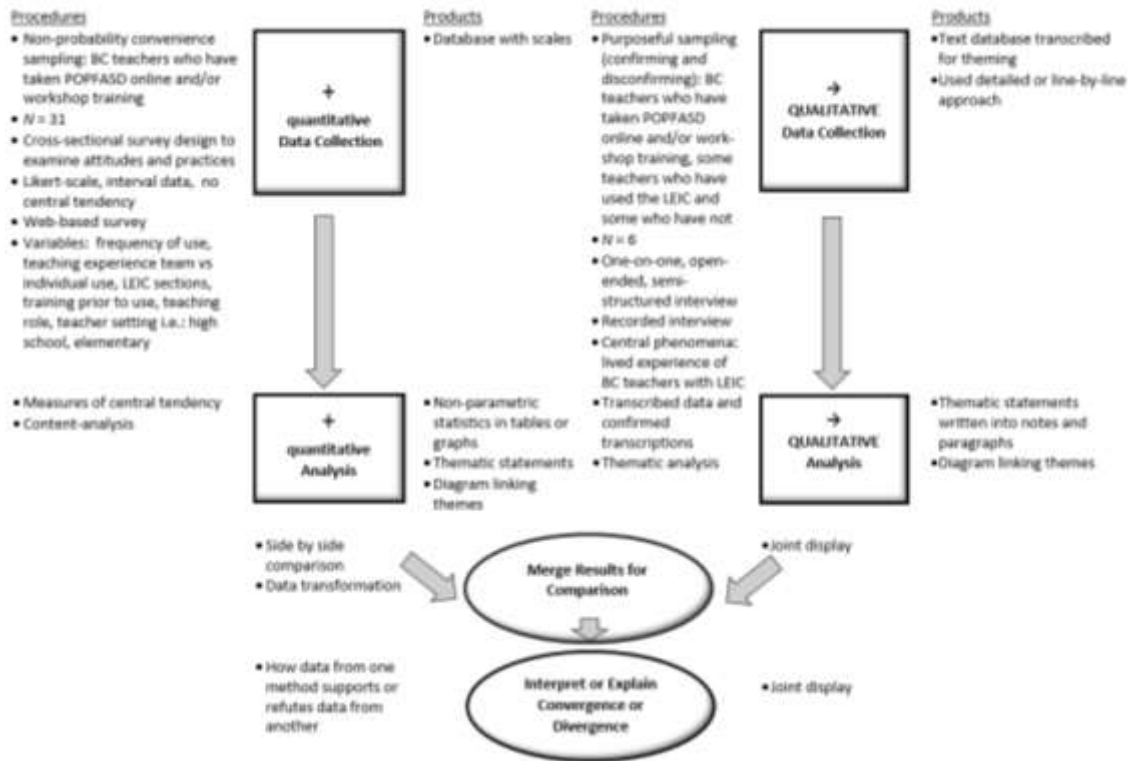 Procedures
• Non-probability convenience
sampling: BC teachers who have
taken POPFASD online and/or
workshop training
• N = 31
• Cross-sectional survey design to
examine attitudes and practices
• Likert-scale, interval data, no
central tendency
• Web-based survey
• Variables: frequency of use,
teaching experience team vs
individual use, LEIC sections,
training prior to use, teaching
role, teacher setting i.e.: high
school, elementary
• Measures of central tendency
• Content-analysis
+
quantitative
Data Collection
+
quantitative
Analysis
Products
• Database with scales
• Non-parametric
statistics in tables or
graphs
• Thematic statements
• Diagram linking
themes
Procedures
• Purposeful sampling
(confirming and
disconfirming): BC
teachers who have
taken POPFASD
online and/or work-
shop training, some
teachers who have
used the LEIC and
some who have not
• N = 6
• One-on-one, open-
ended, semi-
structured interview
• Recorded interview
• Central phenomena:
lived experience of
BC teachers with LEIC
• Transcribed data and
confirmed
transcriptions
• Thematic analysis
→
QUALITATIVE
Data Collection
→
QUALITATIVE
Analysis
Products
• Text database transcribed
for theming
• Used detailed or line-by-line
approach
• Thematic statements
written into notes and
paragraphs
• Diagram linking themes
• Side by side
comparison
• Data transformation
Merge Results for
Comparison
• Joint display
• How data from one
method supports or
refutes data from
another
Interpret or Explain
Convergence or
Divergence
• Joint display